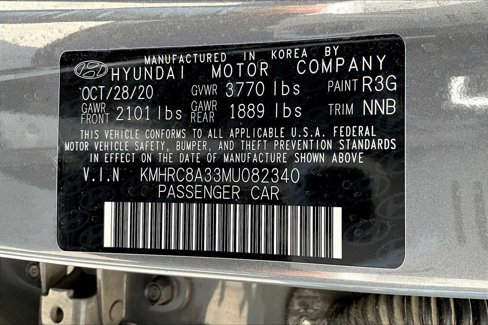 MANUFACTURED IN KOREA BY
HYUNDAI MOTOR COMPANY
OCT/28/20 GVWR 3770 lbs PAINT R3G
GAWR FRONT 2101 lbs GAWR REAR 1889 lbs TRIM NNB
THIS VEHICLE CONFORMS TO ALL APPLICABLE U.S.A. FEDERAL
MOTOR VEHICLE SAFETY, BUMPER, AND THEFT PREVENTION STANDARDS
IN EFFECT ON THE DATE OF MANUFACTURE SHOWN ABOVE
V.I.N KMHRC8A33MU082340
PASSENGER CAR